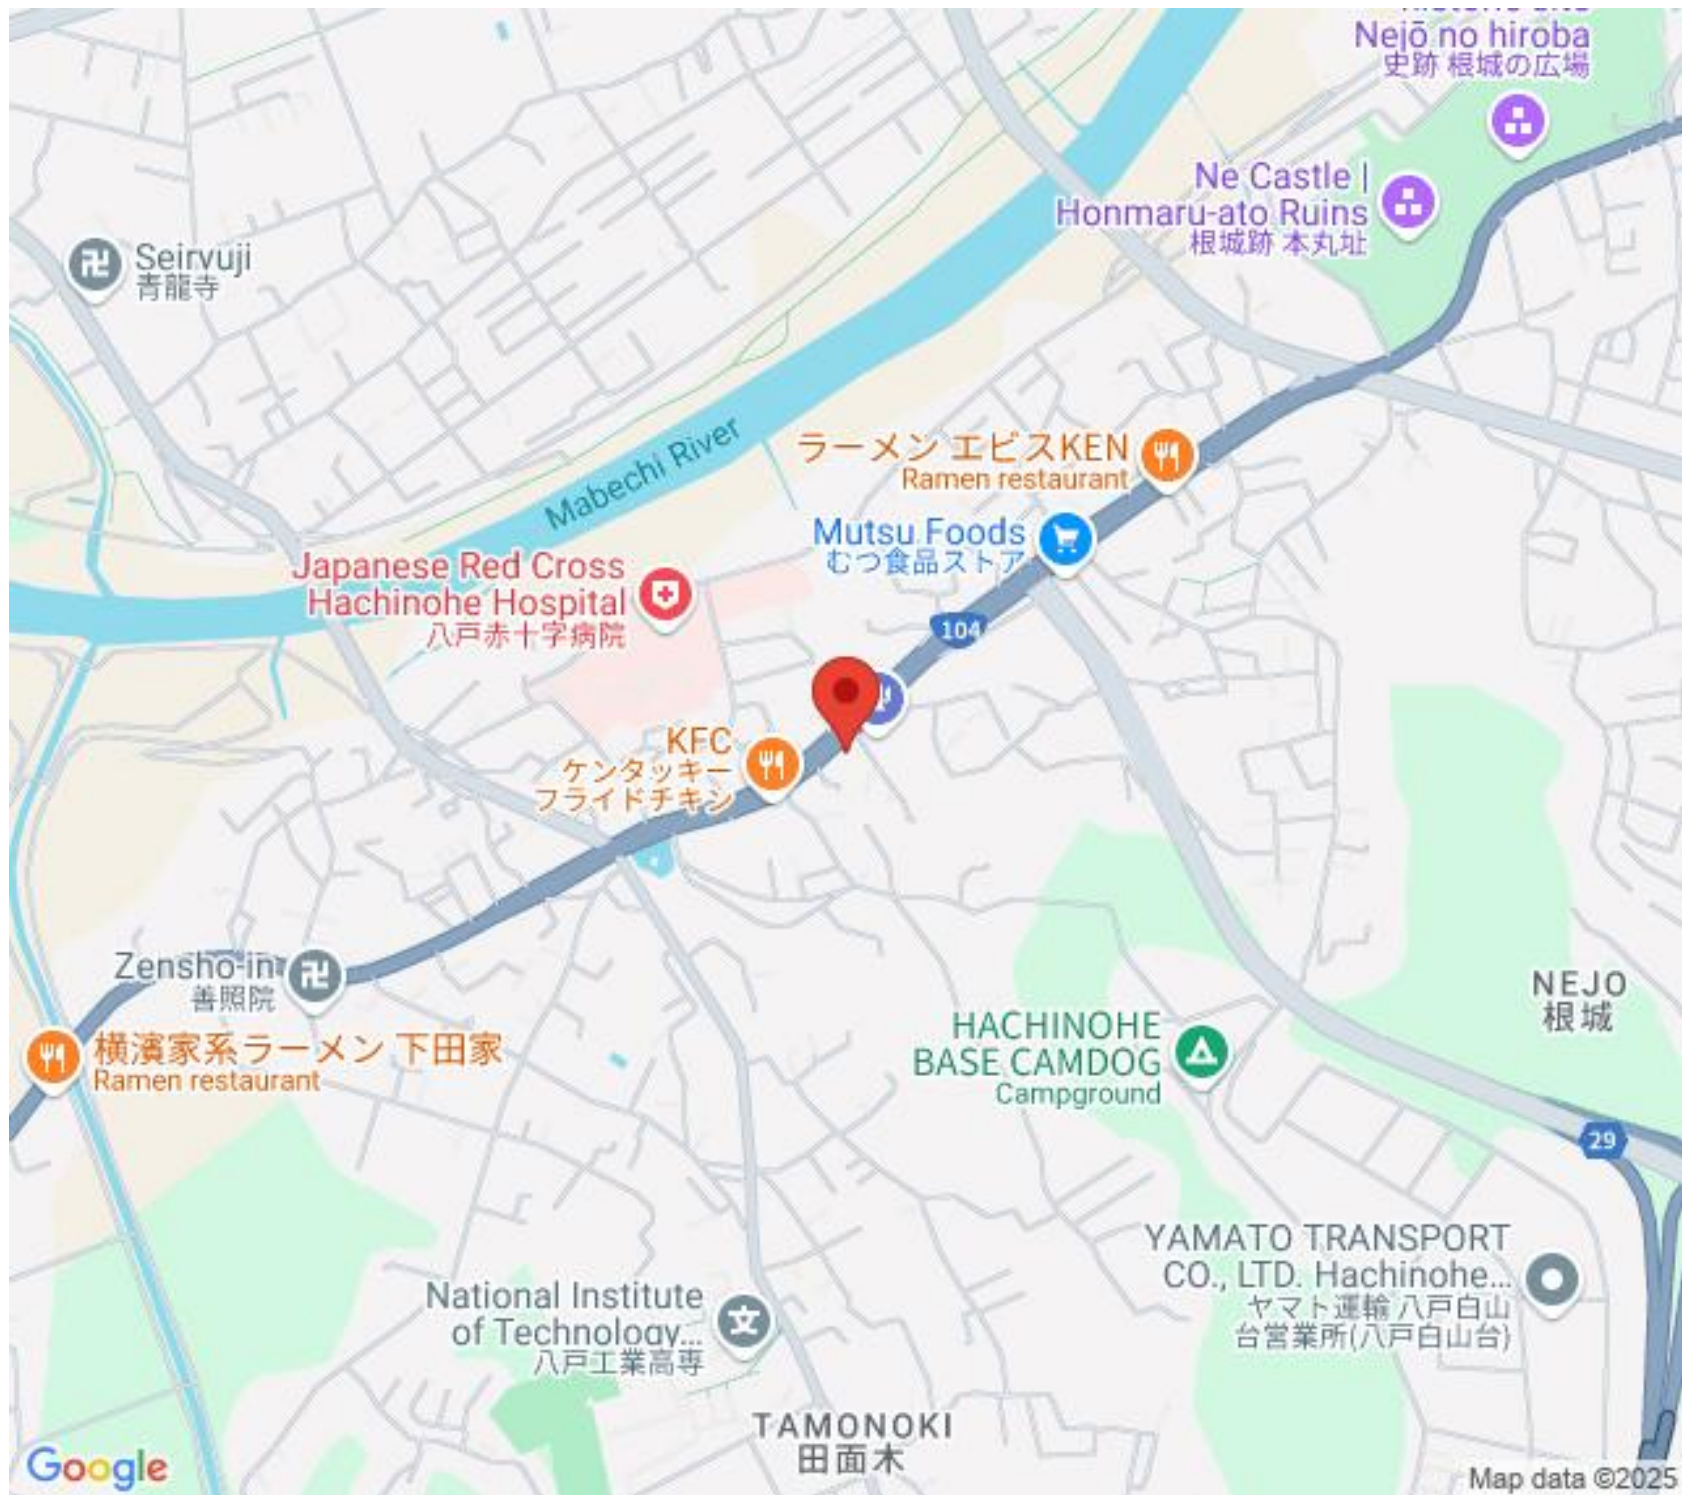 Nejō no hiroba
史跡 根城の広場
Ne Castle |
Honmaru-ato Ruins
根城跡 本丸址
Seiryuji
青龍寺
ラーメン エビスKEN
Ramen restaurant
Mabechi River
Mutsu Foods
むつ食品ストア
Japanese Red Cross
Hachinohe Hospital
八戸赤十字病院
104
KFC
ケンタッキー
フライドチキン
Zensho-in
善照院
横濱家系ラーメン 下田家
Ramen restaurant
NEJO
根城
HACHINOHE
BASE CAMDOG
Campground
29
YAMATO TRANSPORT
CO., LTD. Hachinohe...
ヤマト運輸 八戸白山
台営業所(八戸白山台)
National Institute
of Technology...
八戸工業高専
文
TAMONOKI
田面木
Google
Map data ©2025